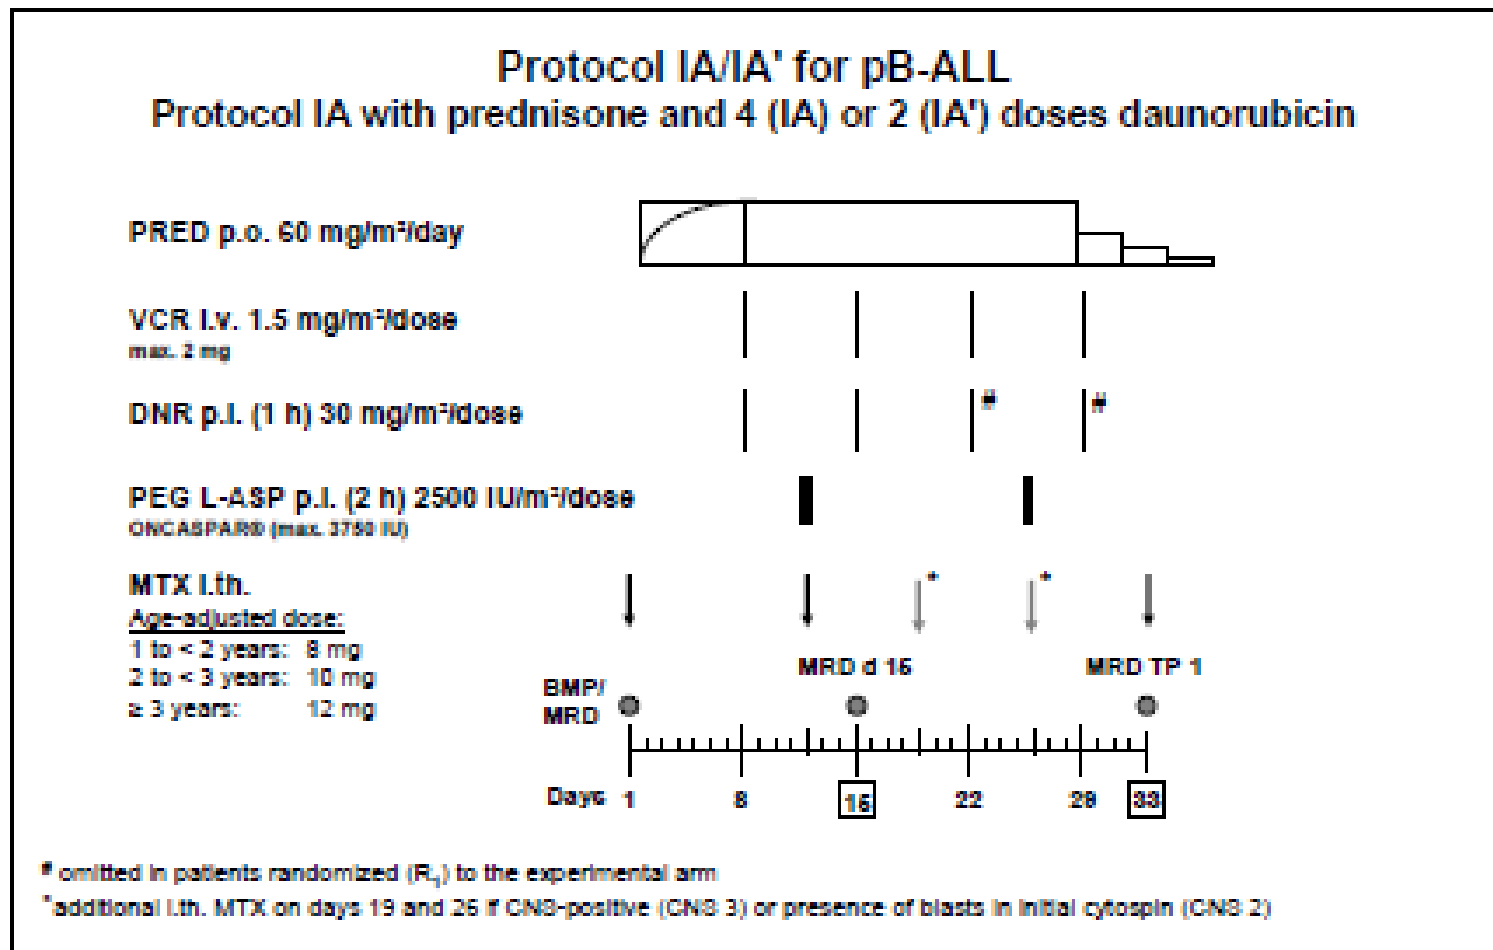 Protocol IA/IA' for pB-ALL
Protocol IA with prednisone and 4 (IA) or 2 (IA') doses daunorubicin
PRED p.o. 60 mg/m²/day
VCR i.v. 1.5 mg/m²/dose
max. 2 mg
DNR p.i. (1 h) 30 mg/m²/dose
# #
PEG L-ASP p.i. (2 h) 2500 IU/m²/dose
ONCASPAR® (max. 3750 IU)
MTX i.th.
* *
Age-adjusted dose:
1 to < 2 years: 8 mg
2 to < 3 years: 10 mg
≥ 3 years: 12 mg
MRD d 15 MRD TP 1
BMP/
MRD
Days 1 8 15 22 29 33
# omitted in patients randomized (R₁) to the experimental arm
* additional i.th. MTX on days 19 and 26 if CNS-positive (CNS 3) or presence of blasts in initial cytospin (CNS 2)